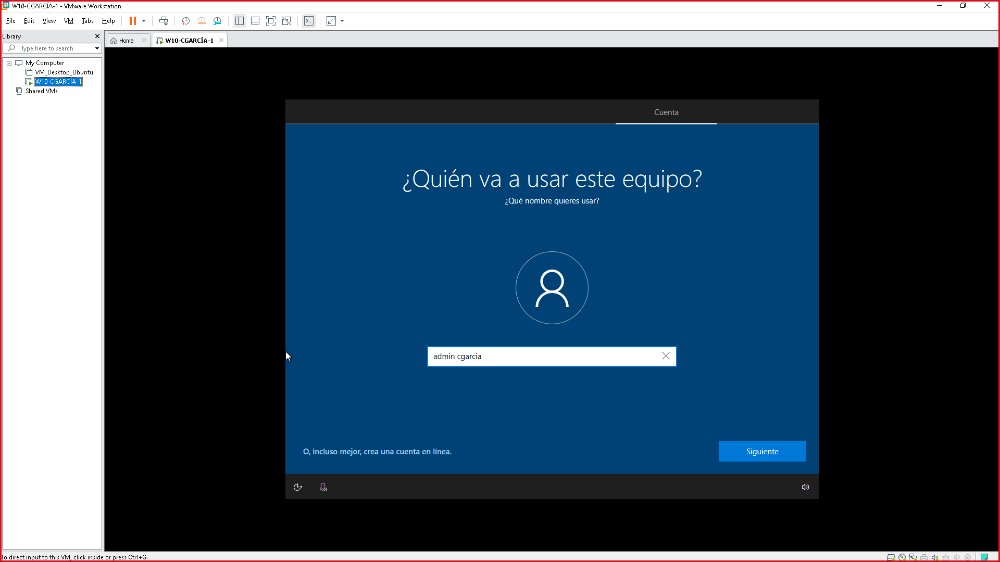 W10-CGARCÍA-1 - VMware Workstation
File Edit View VM Tabs Help
Library
Type here to search
My Computer
VM_Desktop_Ubuntu
W10-CGARCÍA-1
Shared VMs
Home
W10-CGARCÍA-1
Cuenta
¿Quién va a usar este equipo?
¿Qué nombre quieres usar?
admin cgarcia
O, incluso mejor, crea una cuenta en línea.
Siguiente
To direct input to this VM, click inside or press Ctrl+G.